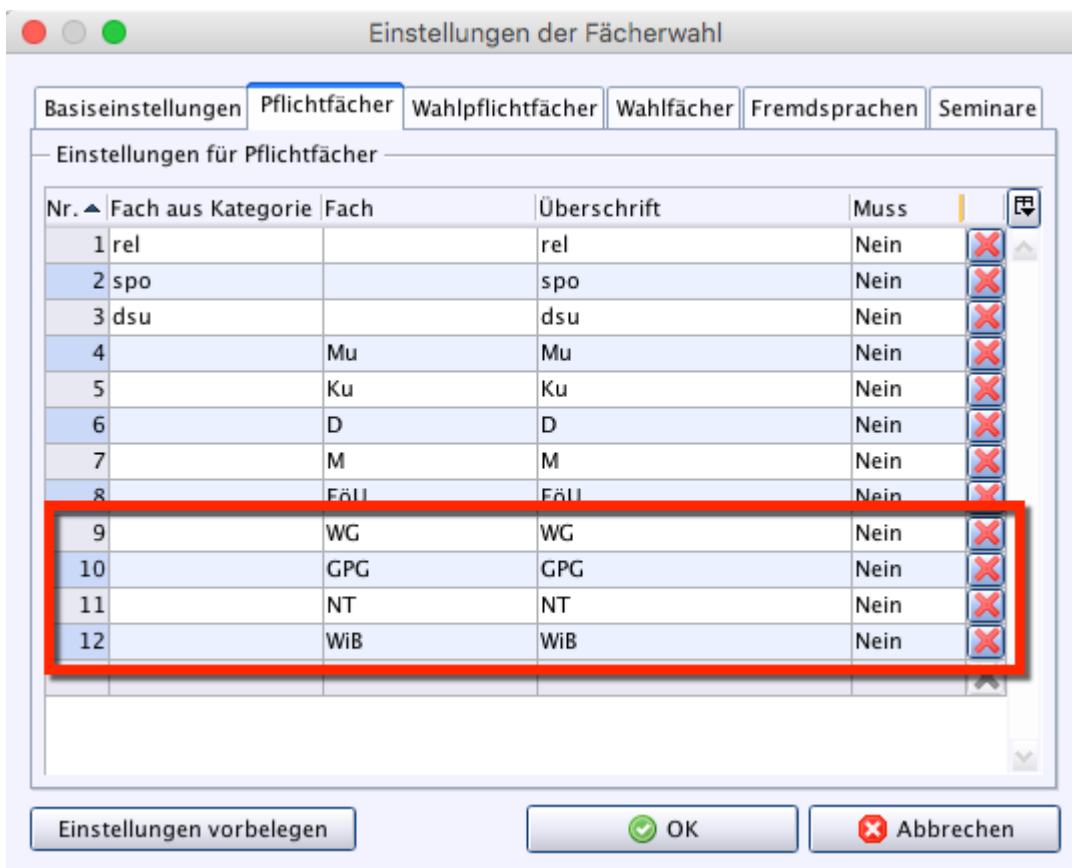 Einstellungen der Fächerwahl
Basiseinstellungen Pflichtfächer Wahlpflichtfächer Wahlfächer Fremdsprachen Seminare
Einstellungen für Pflichtfächer
Nr. Fach aus Kategorie Fach Überschrift Muss
1 rel rel Nein
2 spo spo Nein
3 dsu dsu Nein
4 Mu Mu Nein
5 Ku Ku Nein
6 D D Nein
7 M M Nein
8 FöU FöU Nein
9 WG WG Nein
10 GPG GPG Nein
11 NT NT Nein
12 WiB WiB Nein
Einstellungen vorbelegen OK Abbrechen